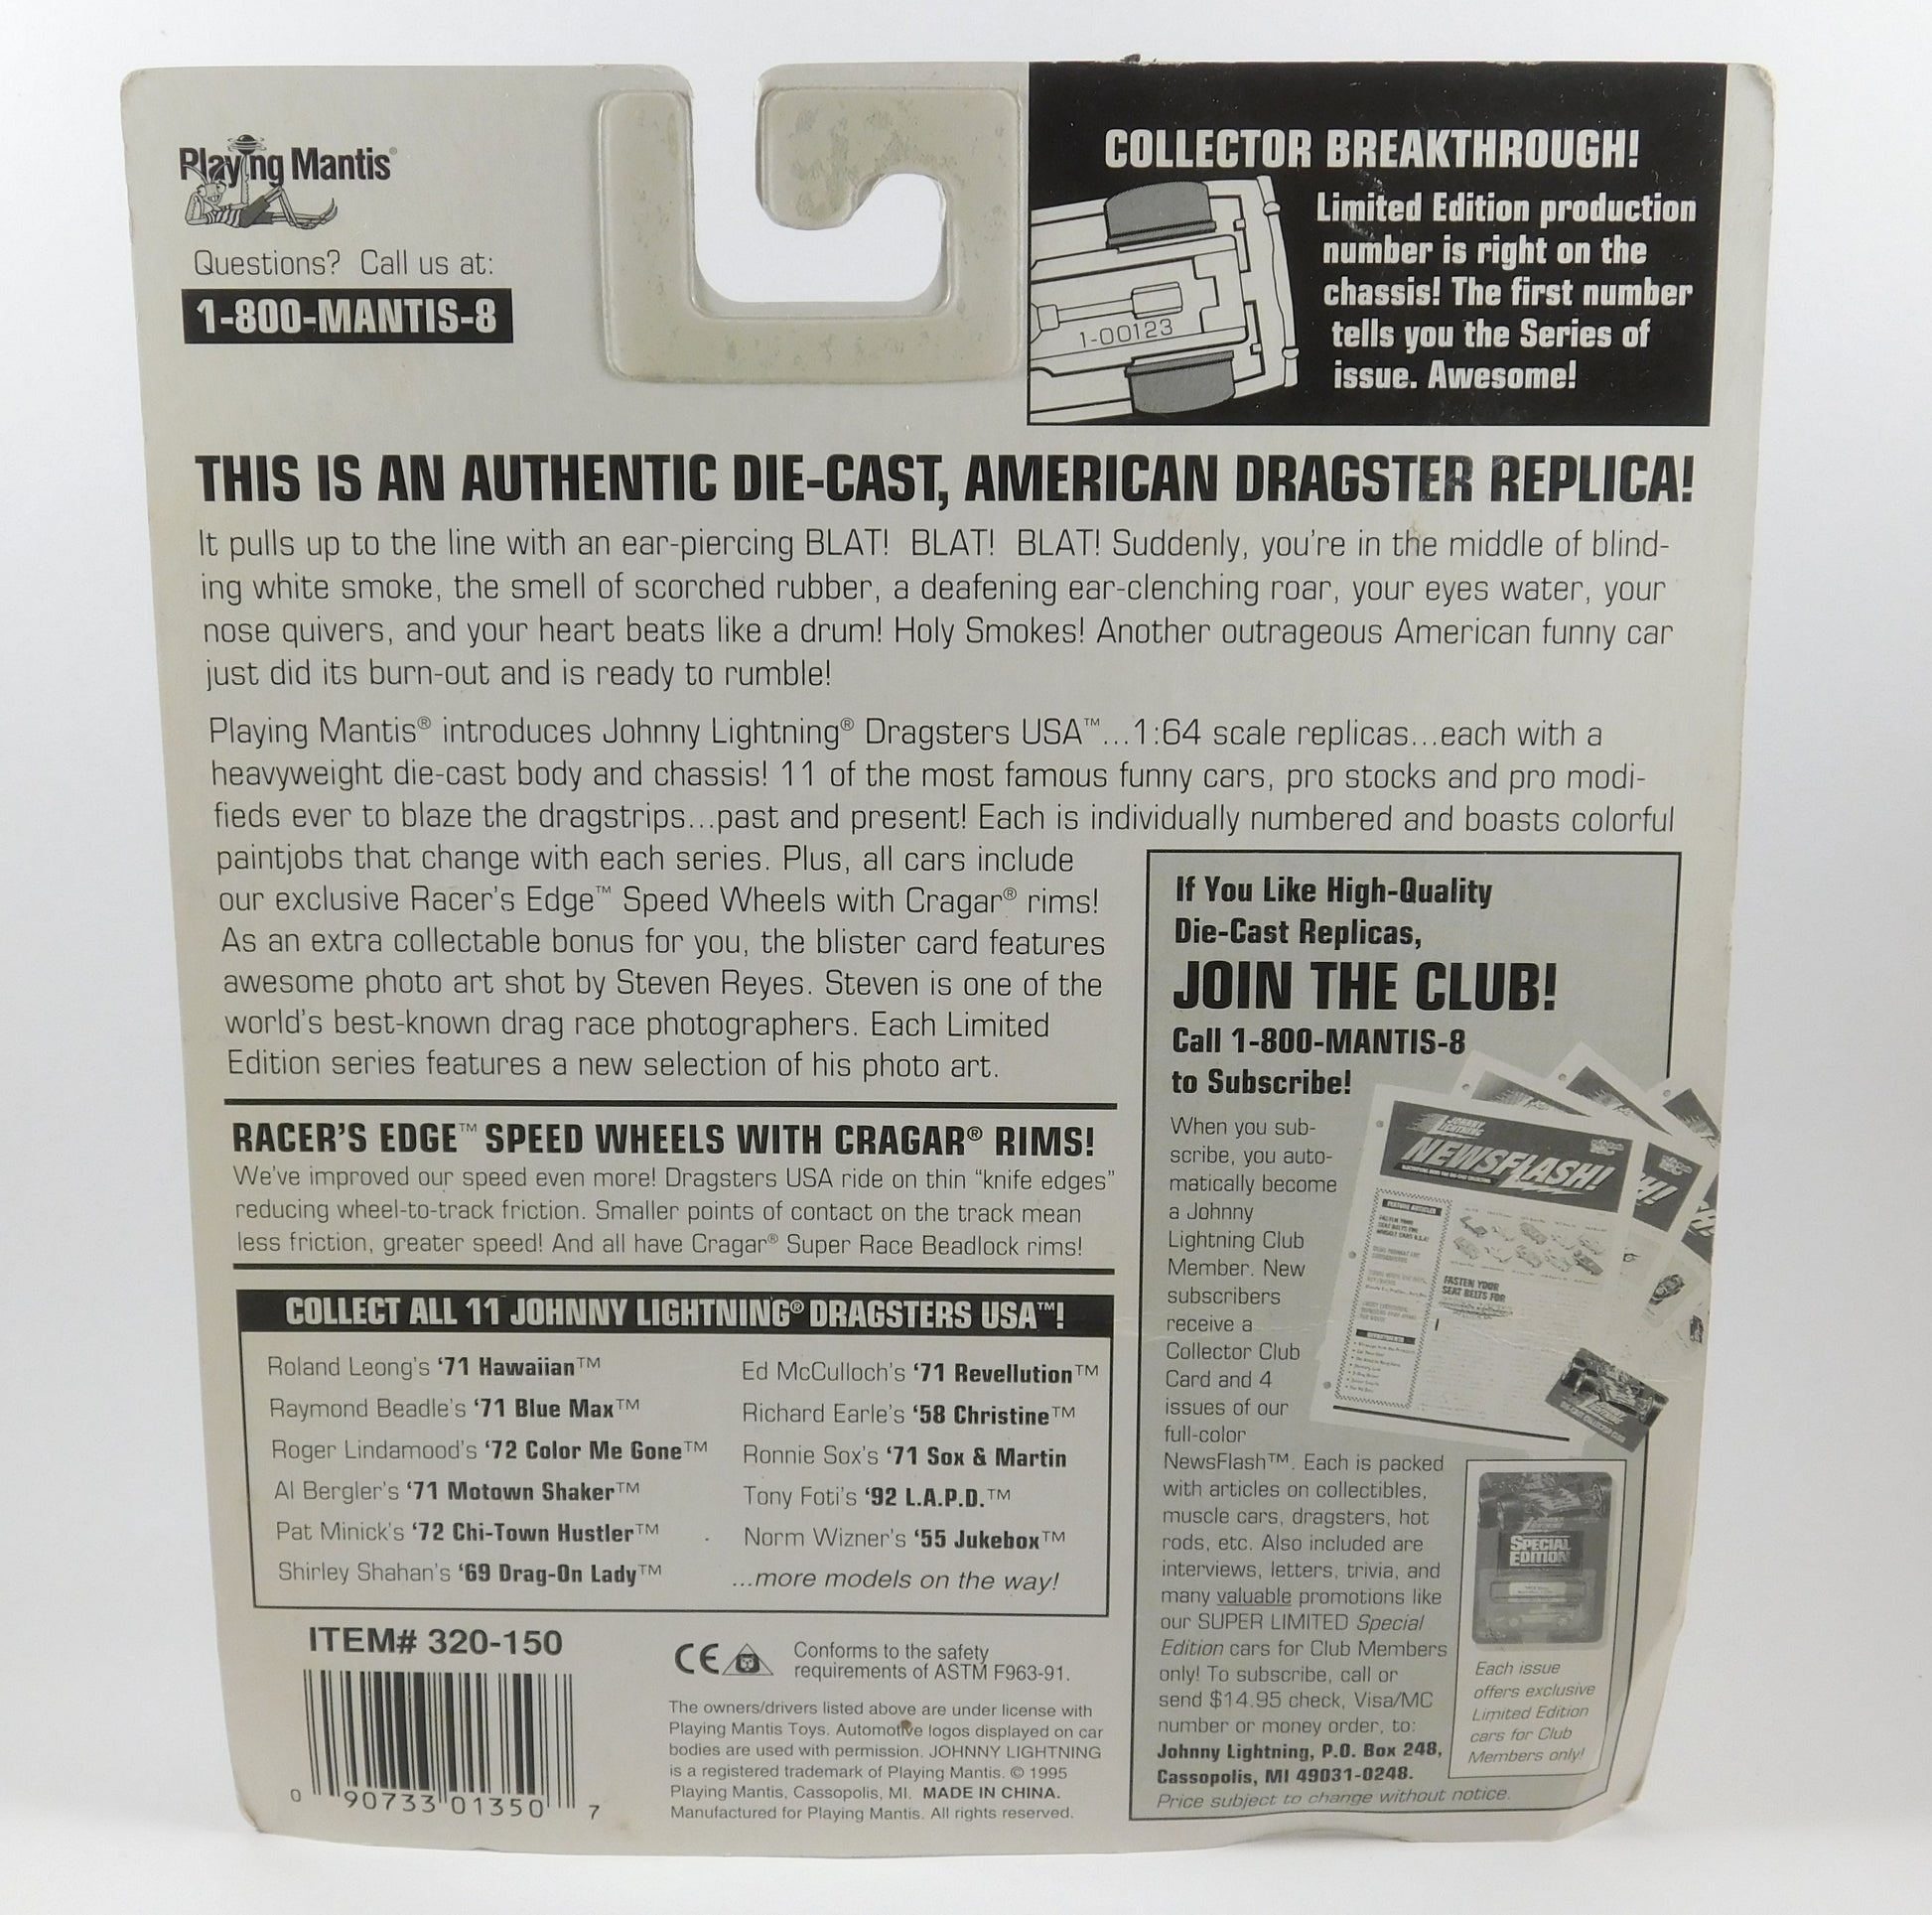 Playing Mantis®
Questions? Call us at:
1-800-MANTIS-8
COLLECTOR BREAKTHROUGH!
Limited Edition production
number is right on the
chassis! The first number
tells you the Series of
issue. Awesome!
1-00123
THIS IS AN AUTHENTIC DIE-CAST, AMERICAN DRAGSTER REPLICA!
It pulls up to the line with an ear-piercing BLAT! BLAT! BLAT! Suddenly, you're in the middle of blind-
ing white smoke, the smell of scorched rubber, a deafening ear-clenching roar, your eyes water, your
nose quivers, and your heart beats like a drum! Holy Smokes! Another outrageous American funny car
just did its burn-out and is ready to rumble!
Playing Mantis® introduces Johnny Lightning® Dragsters USA™...1:64 scale replicas...each with a
heavyweight die-cast body and chassis! 11 of the most famous funny cars, pro stocks and pro modi-
fieds ever to blaze the dragstrips...past and present! Each is individually numbered and boasts colorful
paintjobs that change with each series. Plus, all cars include
our exclusive Racer's Edge™ Speed Wheels with Cragar® rims!
As an extra collectable bonus for you, the blister card features
awesome photo art shot by Steven Reyes. Steven is one of the
world's best-known drag race photographers. Each Limited
Edition series features a new selection of his photo art.
RACER'S EDGE™ SPEED WHEELS WITH CRAGAR® RIMS!
We've improved our speed even more! Dragsters USA ride on thin "knife edges"
reducing wheel-to-track friction. Smaller points of contact on the track mean
less friction, greater speed! And all have Cragar® Super Race Beadlock rims!
COLLECT ALL 11 JOHNNY LIGHTNING® DRAGSTERS USA™!
Roland Leong's '71 Hawaiian™
Raymond Beadle's '71 Blue Max™
Roger Lindamood's '72 Color Me Gone™
Al Bergler's '71 Motown Shaker™
Pat Minick's '72 Chi-Town Hustler™
Shirley Shahan's '69 Drag-On Lady™
Ed McCulloch's '71 Revellution™
Richard Earle's '58 Christine™
Ronnie Sox's '71 Sox & Martin
Tony Foti's '92 L.A.P.D.™
Norm Wizner's '55 Jukebox™
...more models on the way!
ITEM# 320-150
0 90733 01350 7
CE
Conforms to the safety
requirements of ASTM F963-91.
The owners/drivers listed above are under license with
Playing Mantis Toys. Automotive logos displayed on car
bodies are used with permission. JOHNNY LIGHTNING
is a registered trademark of Playing Mantis. © 1995
Playing Mantis, Cassopolis, MI. MADE IN CHINA.
Manufactured for Playing Mantis. All rights reserved.
If You Like High-Quality
Die-Cast Replicas,
JOIN THE CLUB!
Call 1-800-MANTIS-8
to Subscribe!
When you sub-
scribe, you auto-
matically become
a Johnny
Lightning Club
Member. New
subscribers
receive a
Collector Club
Card and 4
issues of our
full-color
NewsFlash™. Each is packed
with articles on collectibles,
muscle cars, dragsters, hot
rods, etc. Also included are
interviews, letters, trivia, and
many valuable promotions like
our SUPER LIMITED Special
Edition cars for Club Members
only! To subscribe, call or
send $14.95 check, Visa/MC
number or money order, to:
Johnny Lightning, P.O. Box 248,
Cassopolis, MI 49031-0248.
Price subject to change without notice.
JOHNNY
LIGHTNING
NEWSFLASH!
FEATURE ARTICLES
FASTEN YOUR
SEAT BELTS FOR
DEPARTMENTS
SPECIAL
EDITION
Each issue
offers exclusive
Limited Edition
cars for Club
Members only!